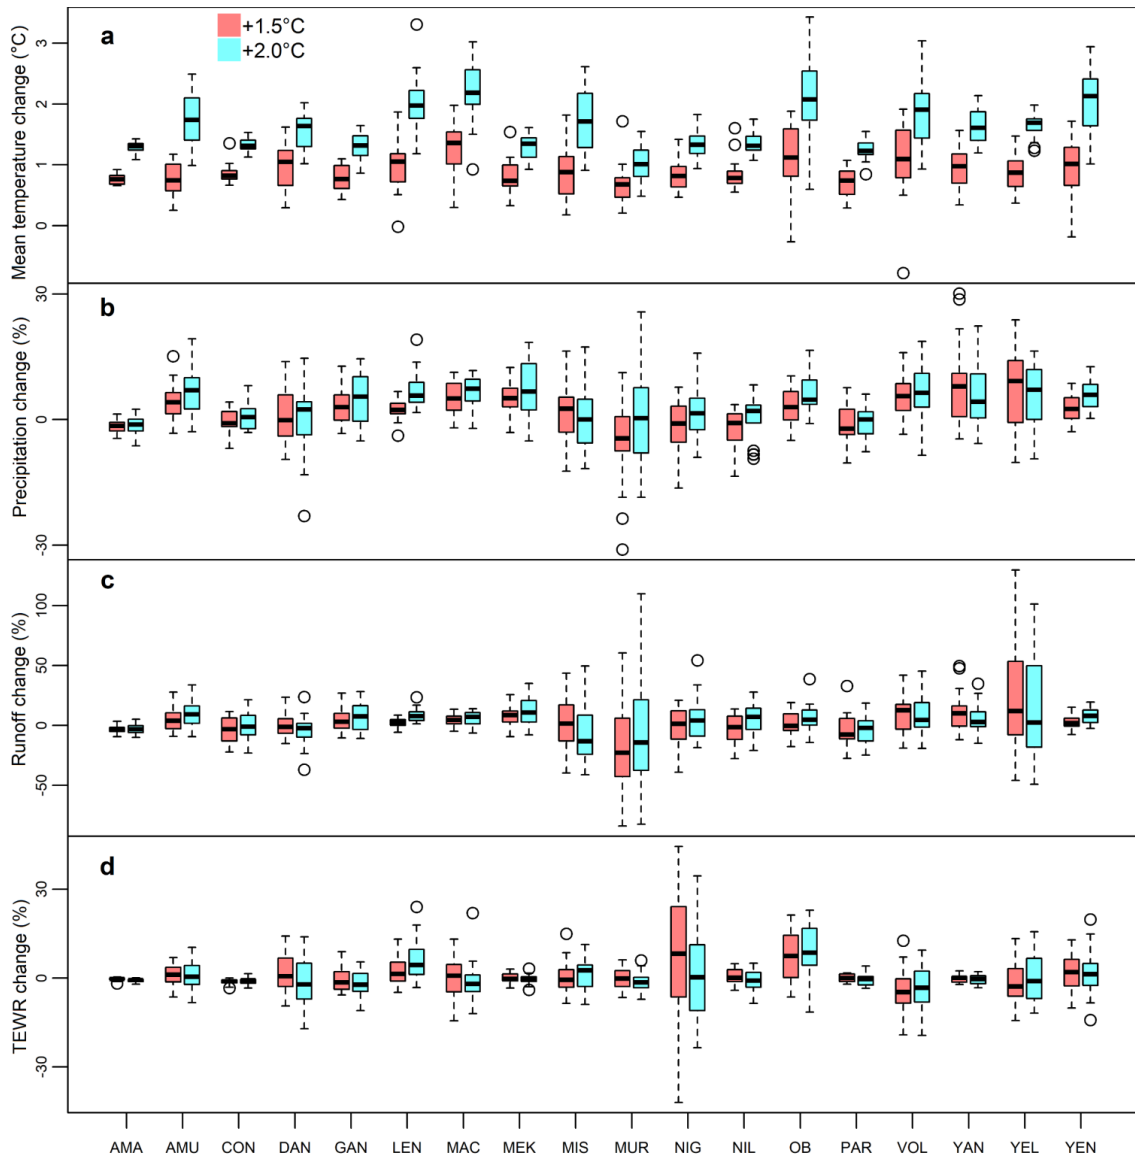 a
+1.5°C
+2.0°C
Mean temperature change (°C)
3
2
1
0
b
Precipitation change (%)
30
0
-30
c
Runoff change (%)
100
50
0
-50
d
TEWR change (%)
30
0
-30
AMA AMU CON DAN GAN LEN MAC MEK MIS MUR NIG NIL OB PAR VOL YAN YEL YEN